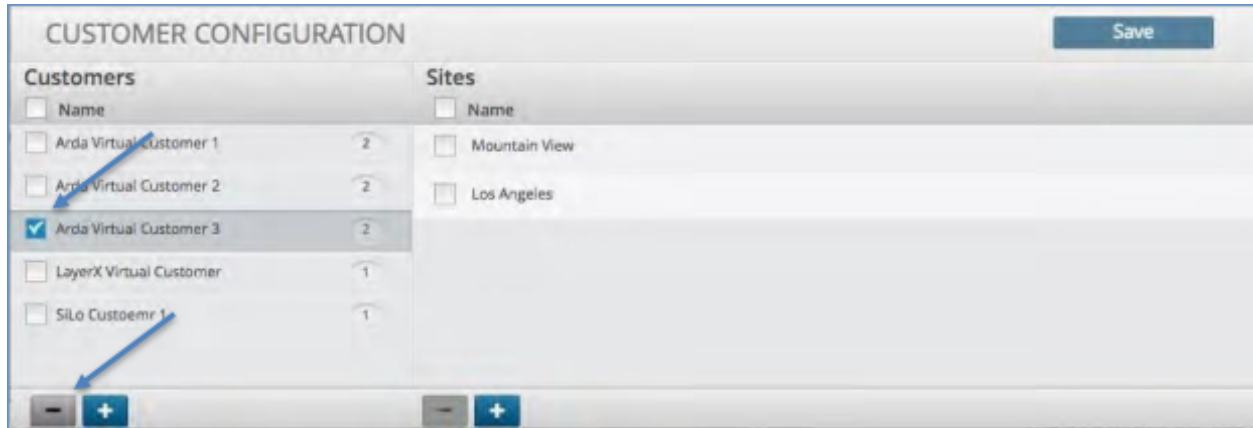 CUSTOMER CONFIGURATION
Save
Customers
Sites
Name
Name
Arda Virtual Customer 1
2
Mountain View
Arda Virtual Customer 2
2
Los Angeles
Arda Virtual Customer 3
2
LayerX Virtual Customer
1
SiLo Custoemr 1
1